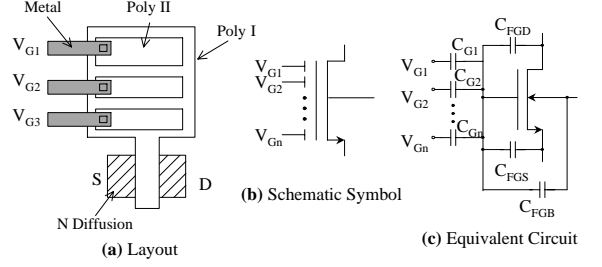 Metal
Poly II
Poly I
V_G1
V_G2
V_G3
S
D
N Diffusion
(a) Layout
V_G1
V_G2
V_Gn
(b) Schematic Symbol
C_FGD
C_G1
V_G1
C_G2
V_G2
C_Gn
V_Gn
C_FGS
C_FGB
(c) Equivalent Circuit